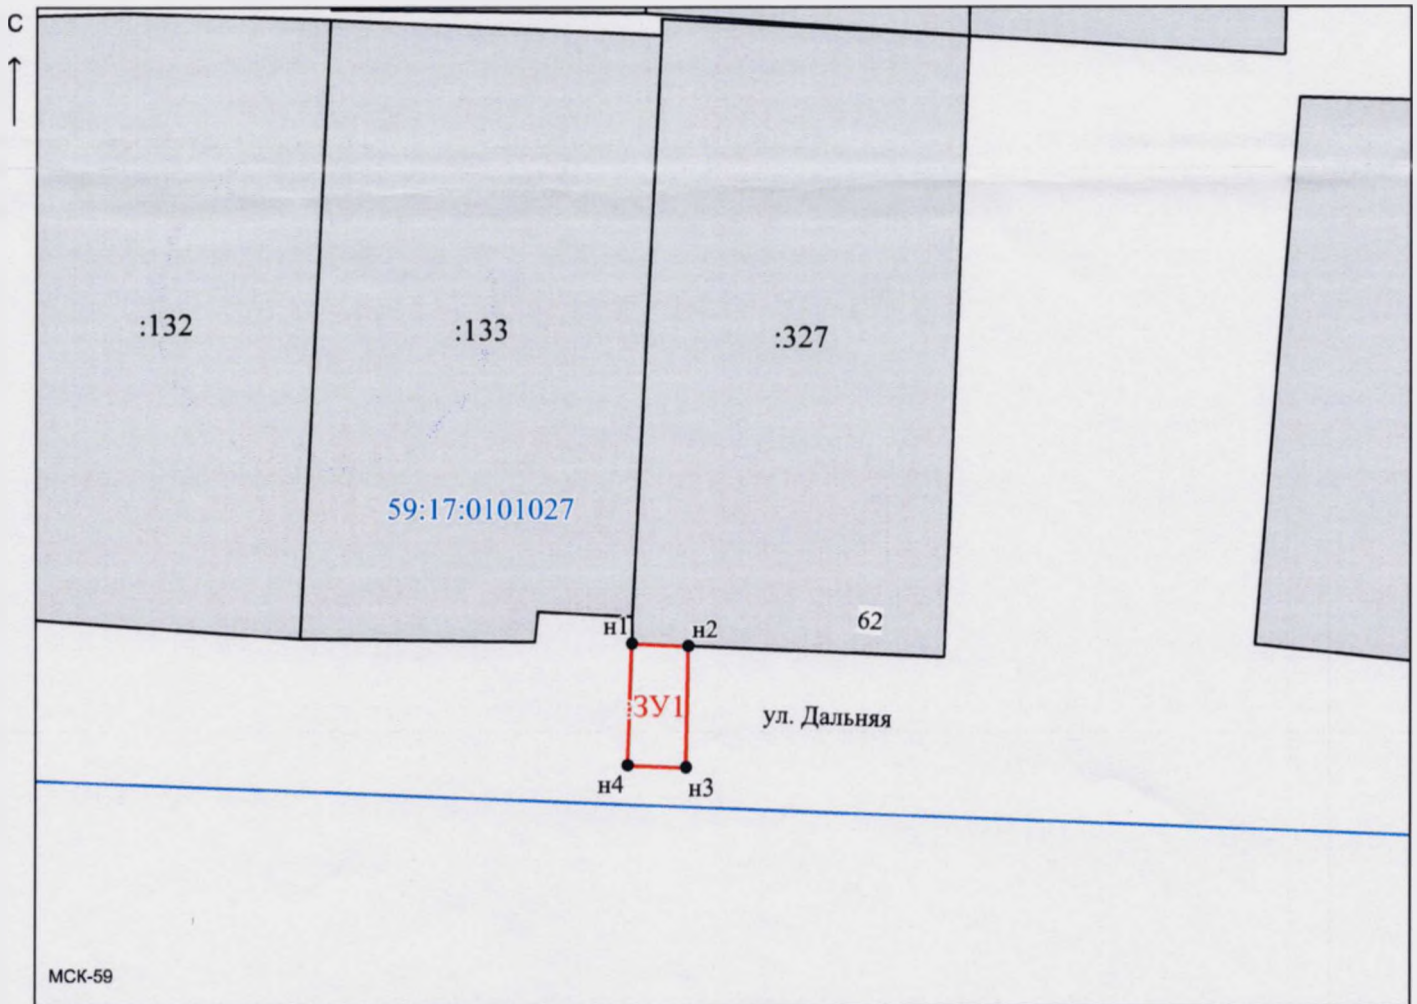 С
:132
:133
:327
59:17:0101027
62
н1
н2
:ЗУ1
ул. Дальняя
н4
н3
МСК-59